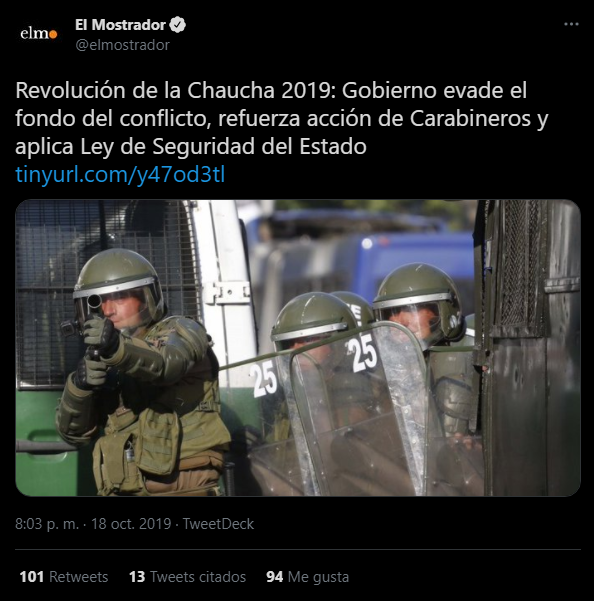 elmo
El Mostrador
@elmostrador
Revolución de la Chaucha 2019: Gobierno evade el
fondo del conflicto, refuerza acción de Carabineros y
aplica Ley de Seguridad del Estado
tinyurl.com/y47od3tl
25
25
8:03 p. m. · 18 oct. 2019 · TweetDeck
101 Retweets 13 Tweets citados 94 Me gusta